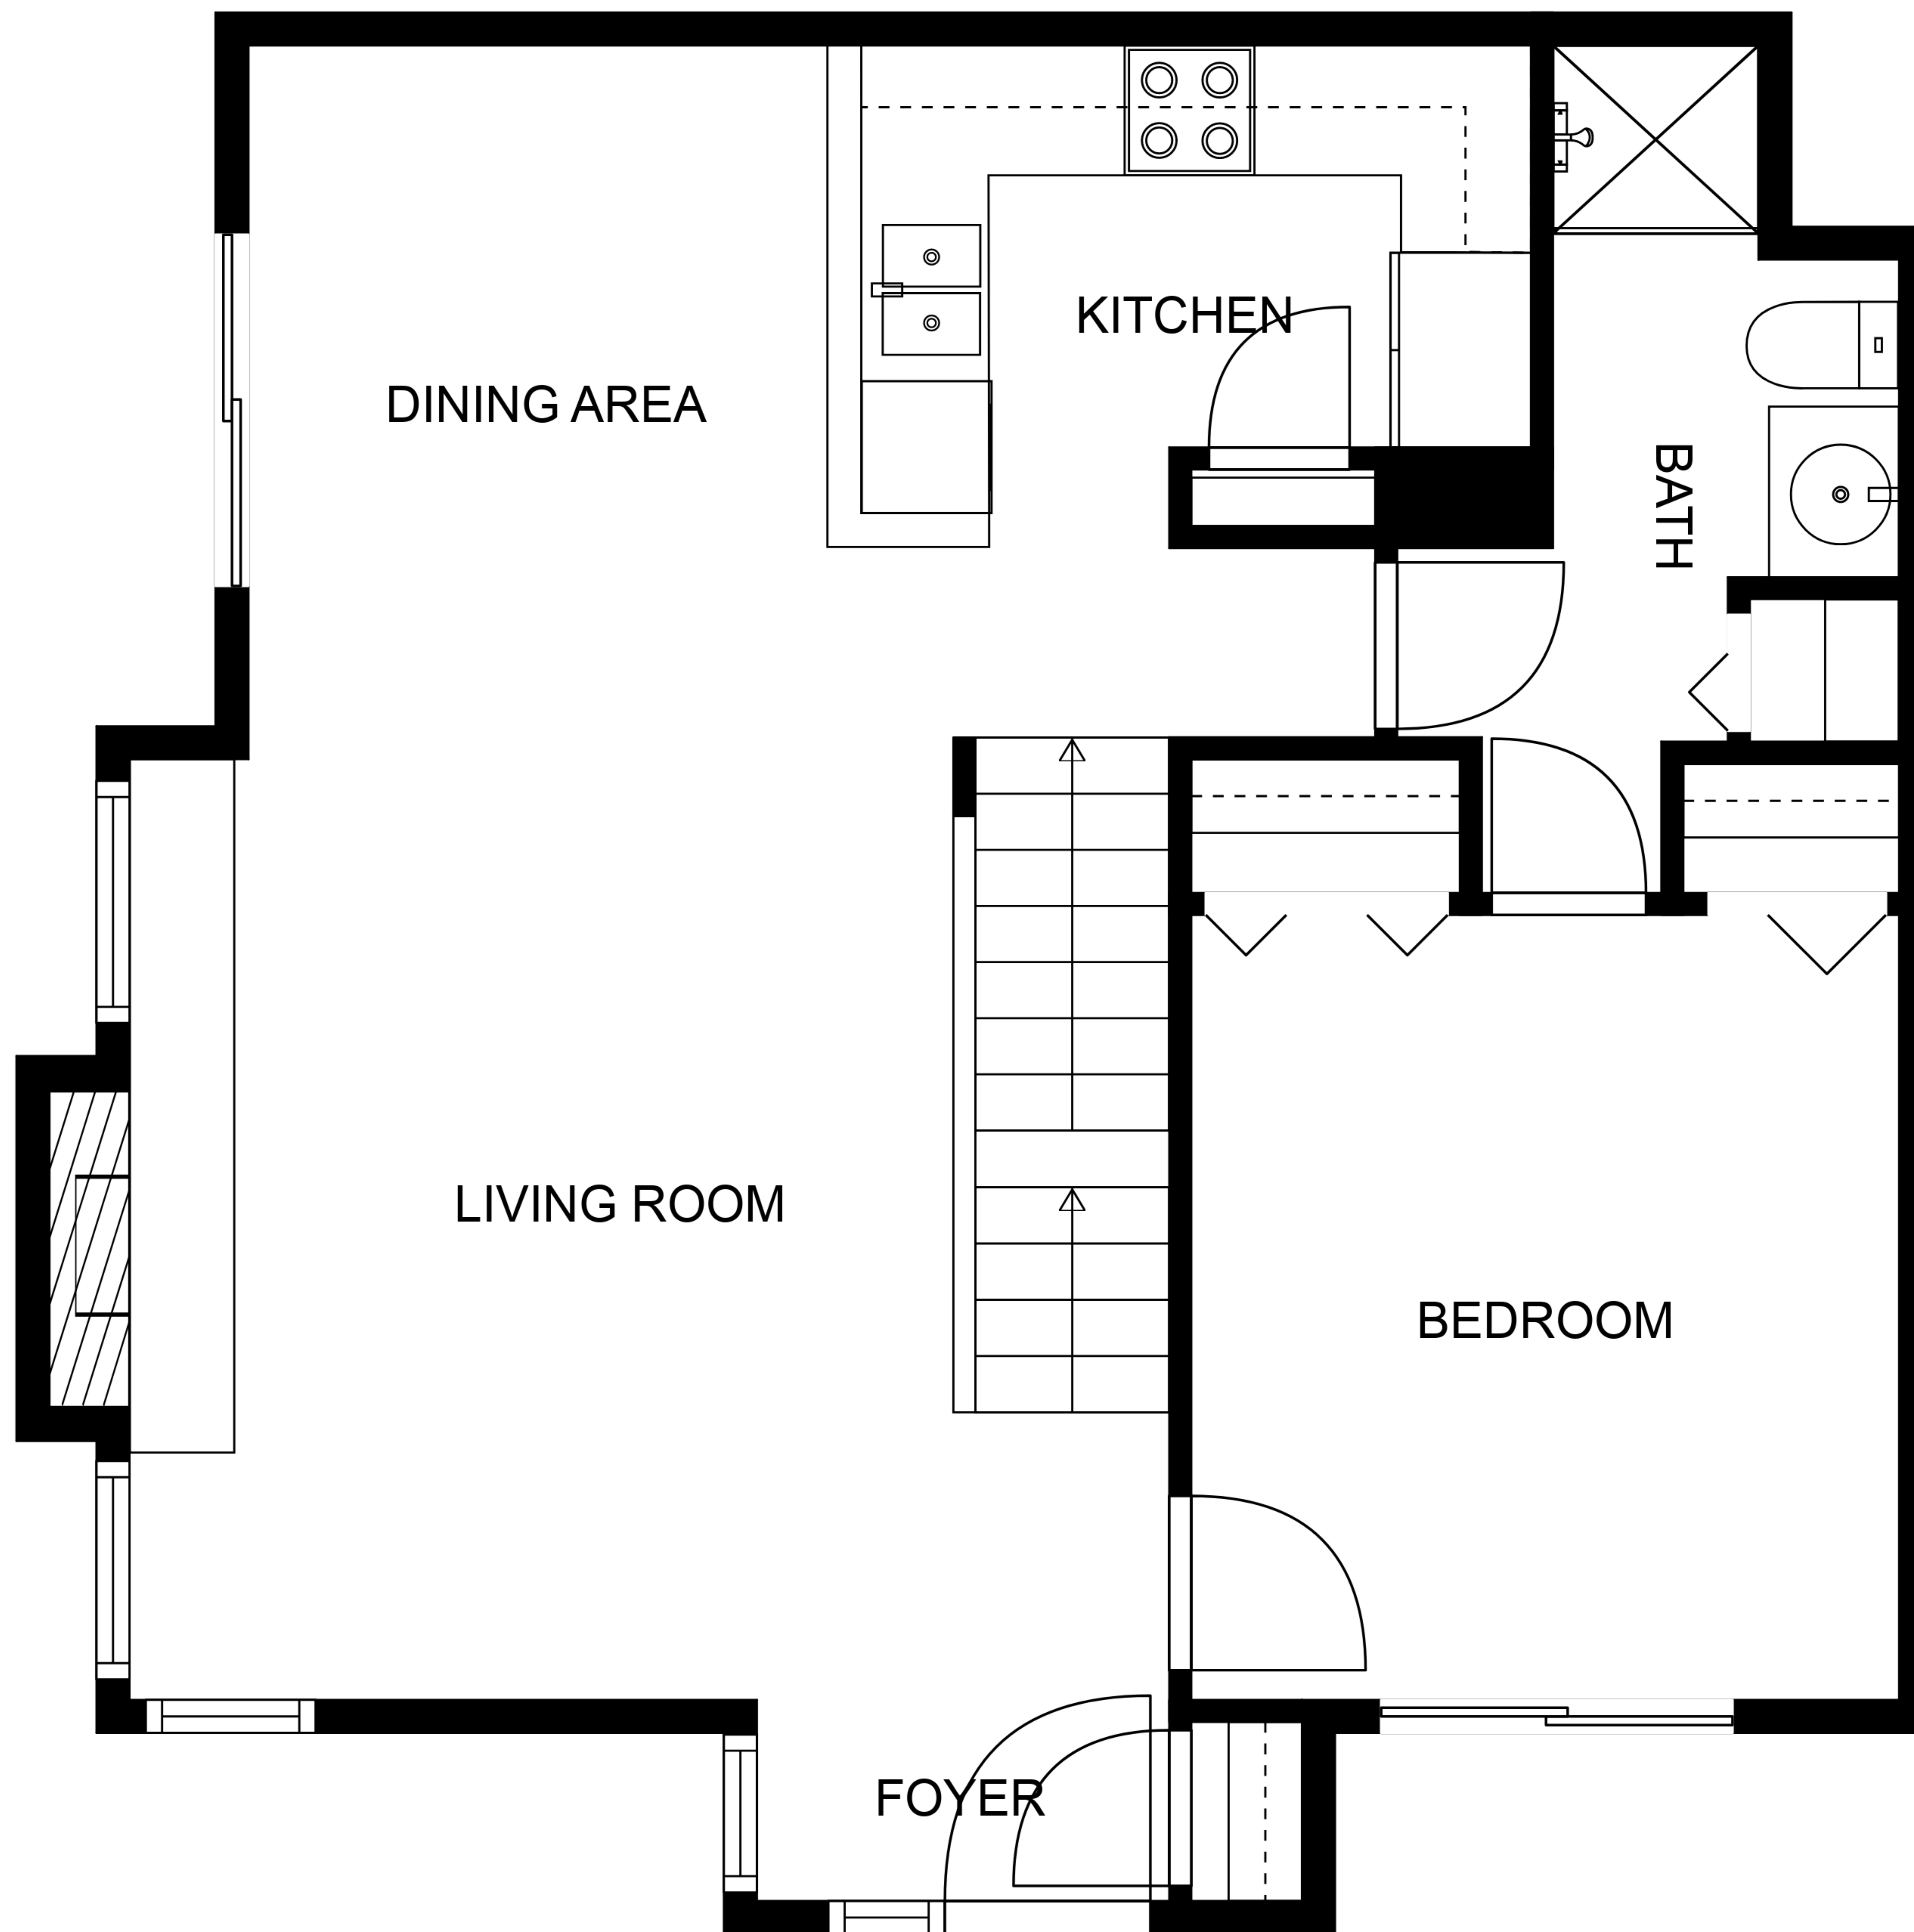 KITCHEN
DINING AREA
BATH
LIVING ROOM
BEDROOM
FOYER